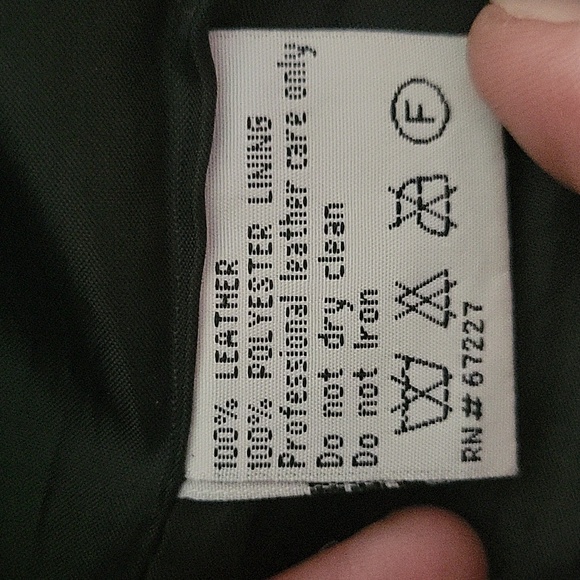 100% LEATHER
100% POLYESTER LINING
Professional leather care only
Do not dry clean
Do not Iron
F
RN # 67227